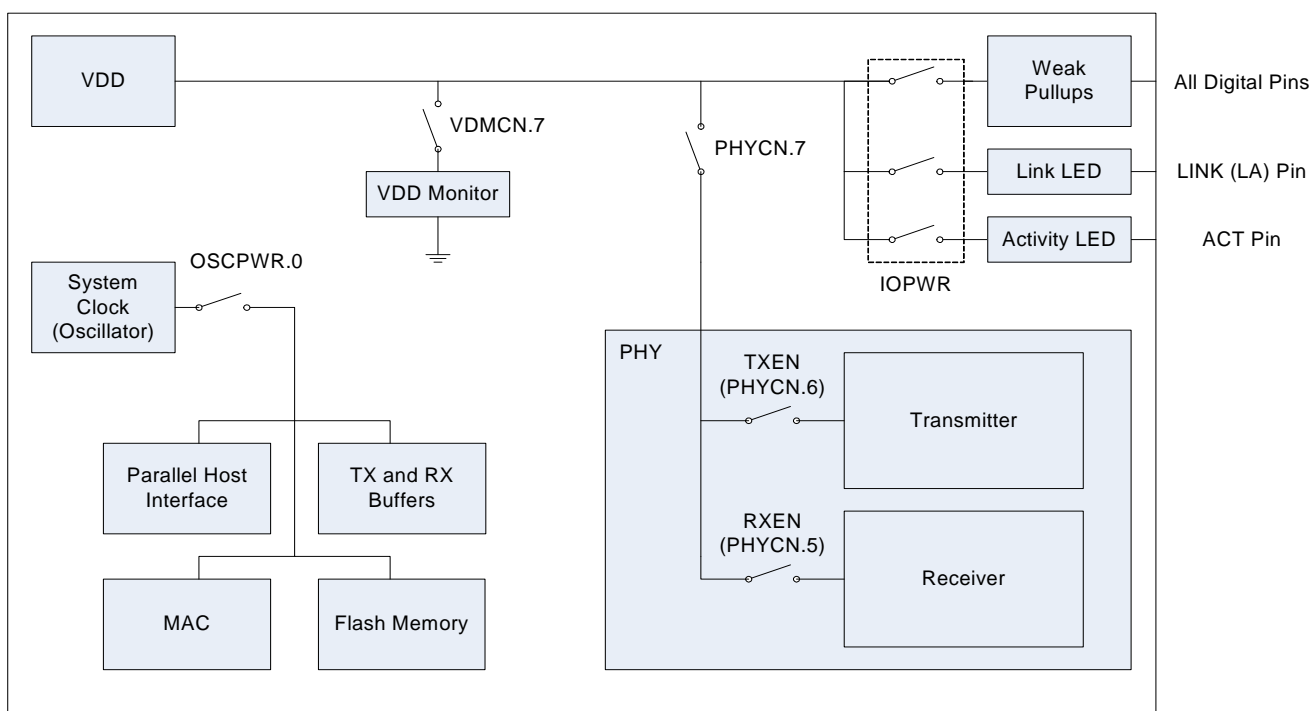 VDD
VDMCN.7
VDD Monitor
PHYCN.7
Weak
Pullups
All Digital Pins
Link LED
LINK (LA) Pin
Activity LED
ACT Pin
IOPWR
OSCPWR.0
System
Clock
(Oscillator)
Parallel Host
Interface
TX and RX
Buffers
MAC
Flash Memory
PHY
TXEN
(PHYCN.6)
Transmitter
RXEN
(PHYCN.5)
Receiver